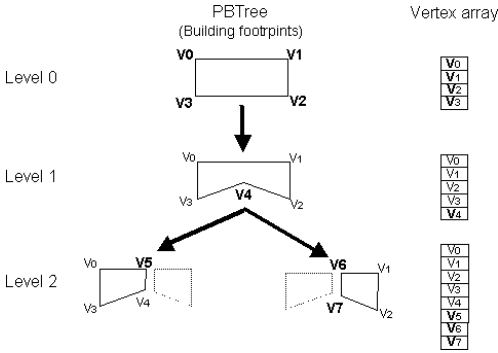 PBTree Vertex array
(Building footrpints)
V0 V1
Level 0
V3 V2
V0
V1
V2
V3
Level 1
V0 V1
V3 V4 V2
V0
V1
V2
V3
V4
Level 2
V0 V5
V3 V4
V6 V1
V7 V2
V0
V1
V2
V3
V4
V5
V6
V7